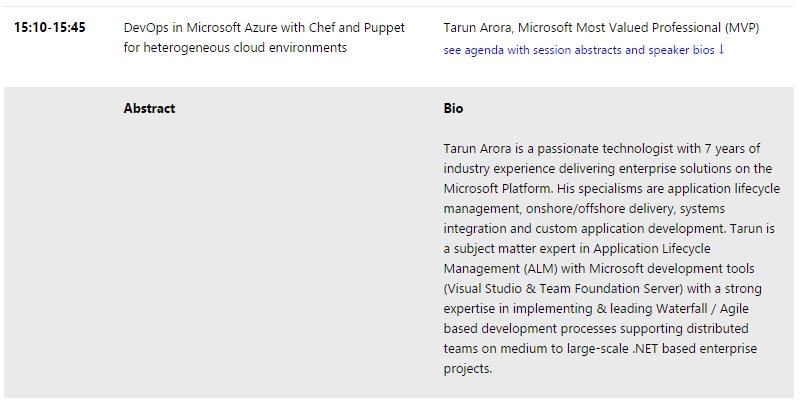 15:10-15:45
DevOps in Microsoft Azure with Chef and Puppet
for heterogeneous cloud environments
Tarun Arora, Microsoft Most Valued Professional (MVP)
see agenda with session abstracts and speaker bios ↓
Abstract
Bio
Tarun Arora is a passionate technologist with 7 years of
industry experience delivering enterprise solutions on the
Microsoft Platform. His specialisms are application lifecycle
management, onshore/offshore delivery, systems
integration and custom application development. Tarun is
a subject matter expert in Application Lifecycle
Management (ALM) with Microsoft development tools
(Visual Studio & Team Foundation Server) with a strong
expertise in implementing & leading Waterfall / Agile
based development processes supporting distributed
teams on medium to large-scale .NET based enterprise
projects.